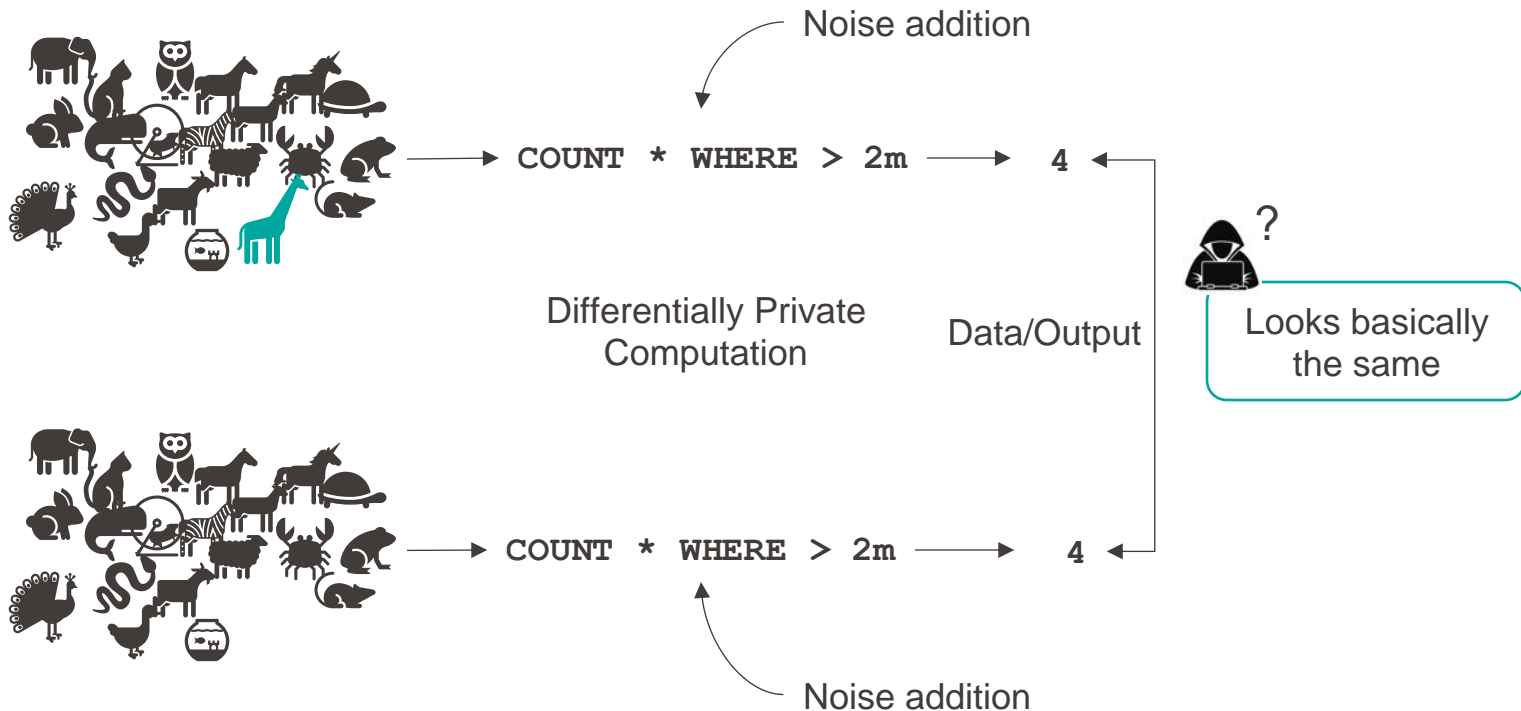 Noise addition
COUNT * WHERE > 2m
4
?
Looks basically
the same
Differentially Private
Computation
Data/Output
COUNT * WHERE > 2m
4
Noise addition